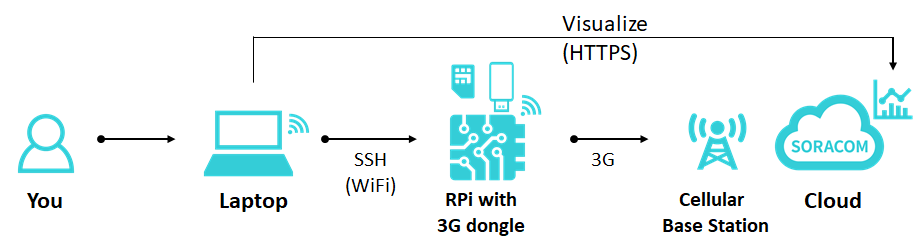 Visualize
(HTTPS)
SSH
(WiFi)
3G
SORACOM
You
Laptop
RPi with
3G dongle
Cellular
Base Station
Cloud